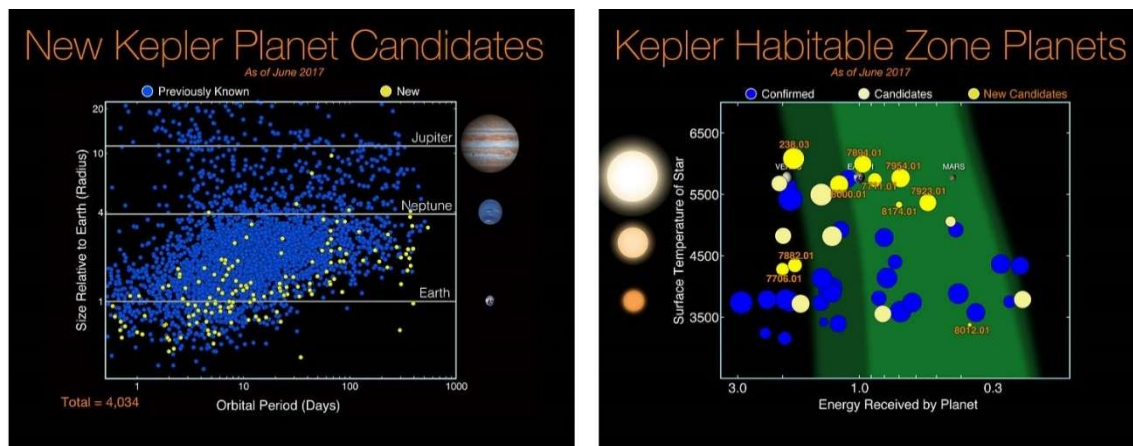 New Kepler Planet Candidates
As of June 2017
Previously Known
New
20
Jupiter
10
Neptune
4
Earth
1
Size Relative to Earth (Radius)
1
10
100
1000
Total = 4,034
Orbital Period (Days)
Kepler Habitable Zone Planets
As of June 2017
Confirmed
Candidates
New Candidates
6500
238.03
7894.01
7954.01
MARS
7711.01
5500
7923.01
8174.01
4500
7882.01
7706.01
3500
8012.01
Surface Temperature of Star
3.0
1.0
0.3
Energy Received by Planet